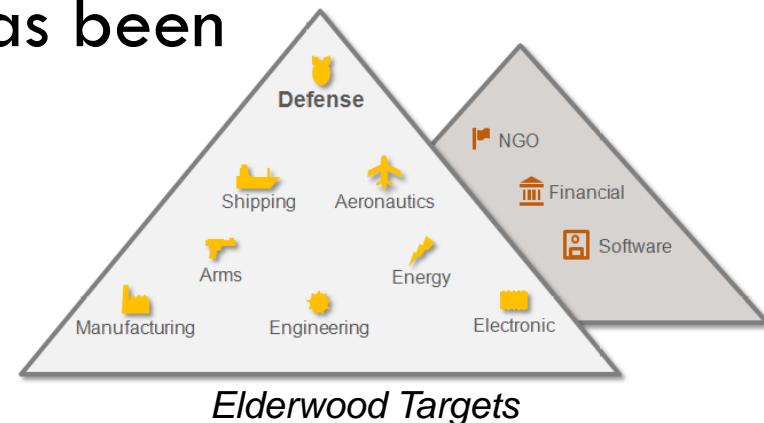 as been
Defense
NGO
Financial
Shipping
Aeronautics
Software
Arms
Energy
Manufacturing
Engineering
Electronic
Elderwood Targets